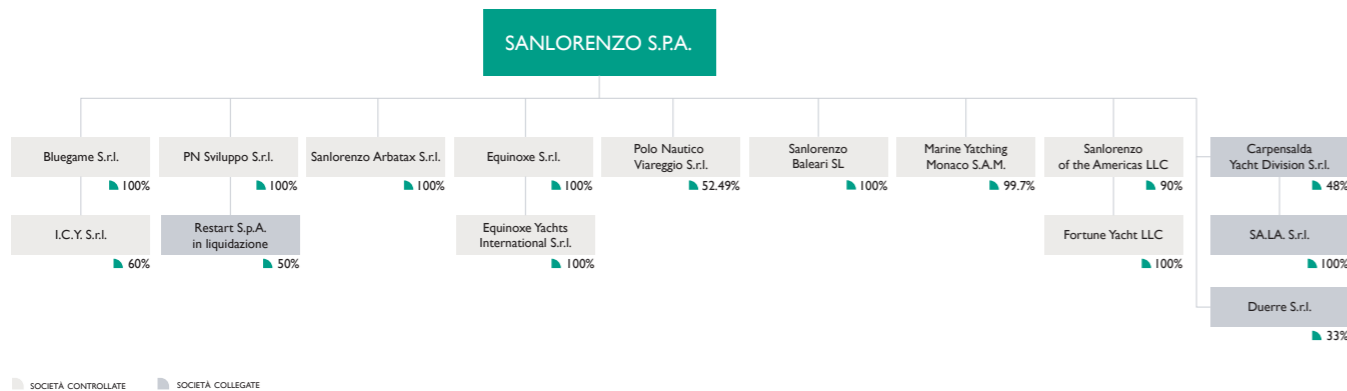 SANLORENZO S.P.A.
Bluegame S.r.l.
100%
PN Sviluppo S.r.l.
100%
Sanlorenzo Arbatax S.r.l.
100%
Equinoxe S.r.l.
100%
Polo Nautico
Viareggio S.r.l.
52.49%
Sanlorenzo
Baleari SL
100%
Marine Yatching
Monaco S.A.M.
99.7%
Sanlorenzo
of the Americas LLC
90%
Carpensalda
Yacht Division S.r.l.
48%
I.C.Y. S.r.l.
60%
Restart S.p.A.
in liquidazione
50%
Equinoxe Yachts
International S.r.l.
100%
Fortune Yacht LLC
100%
SA.LA. S.r.l.
100%
Duerre S.r.l.
33%
SOCIETÀ CONTROLLATE
SOCIETÀ COLLEGATE